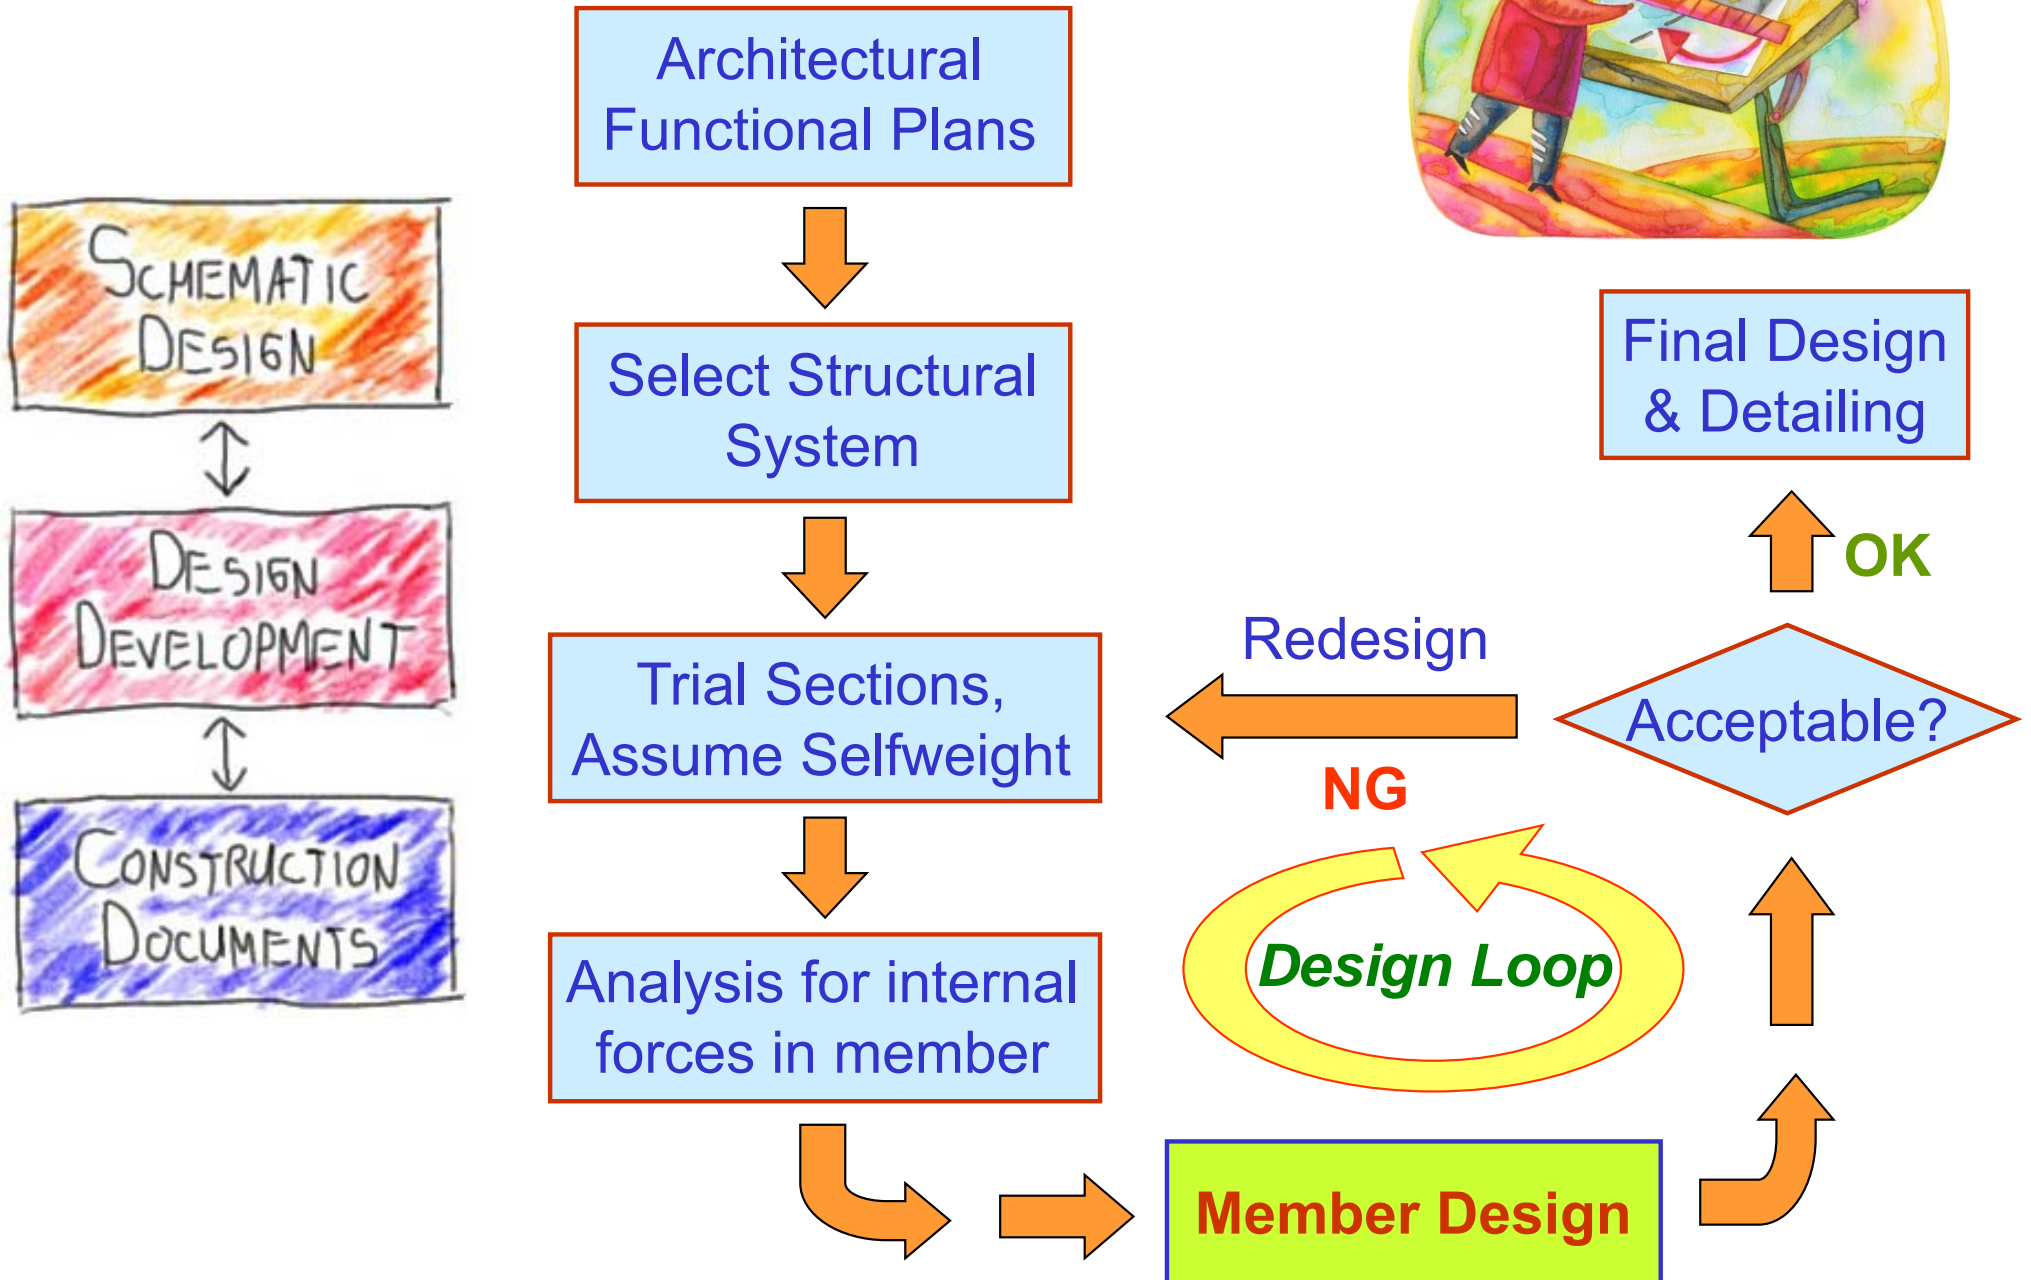 Architectural
Functional Plans
SCHEMATIC
DESIGN
Select Structural
System
Final Design
& Detailing
OK
DESIGN
DEVELOPMENT
Trial Sections,
Assume Selfweight
Redesign
NG
Acceptable?
CONSTRUCTION
DOCUMENTS
Analysis for internal
forces in member
Design Loop
Member Design